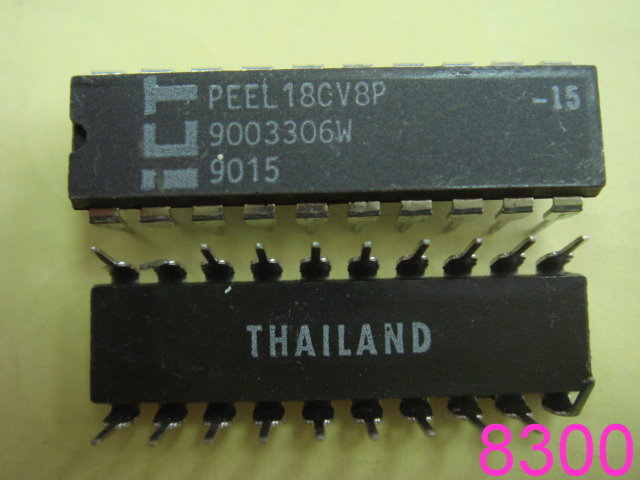 iCT
PEEL18CV8P -15
9003306W
9015
THAILAND
8300